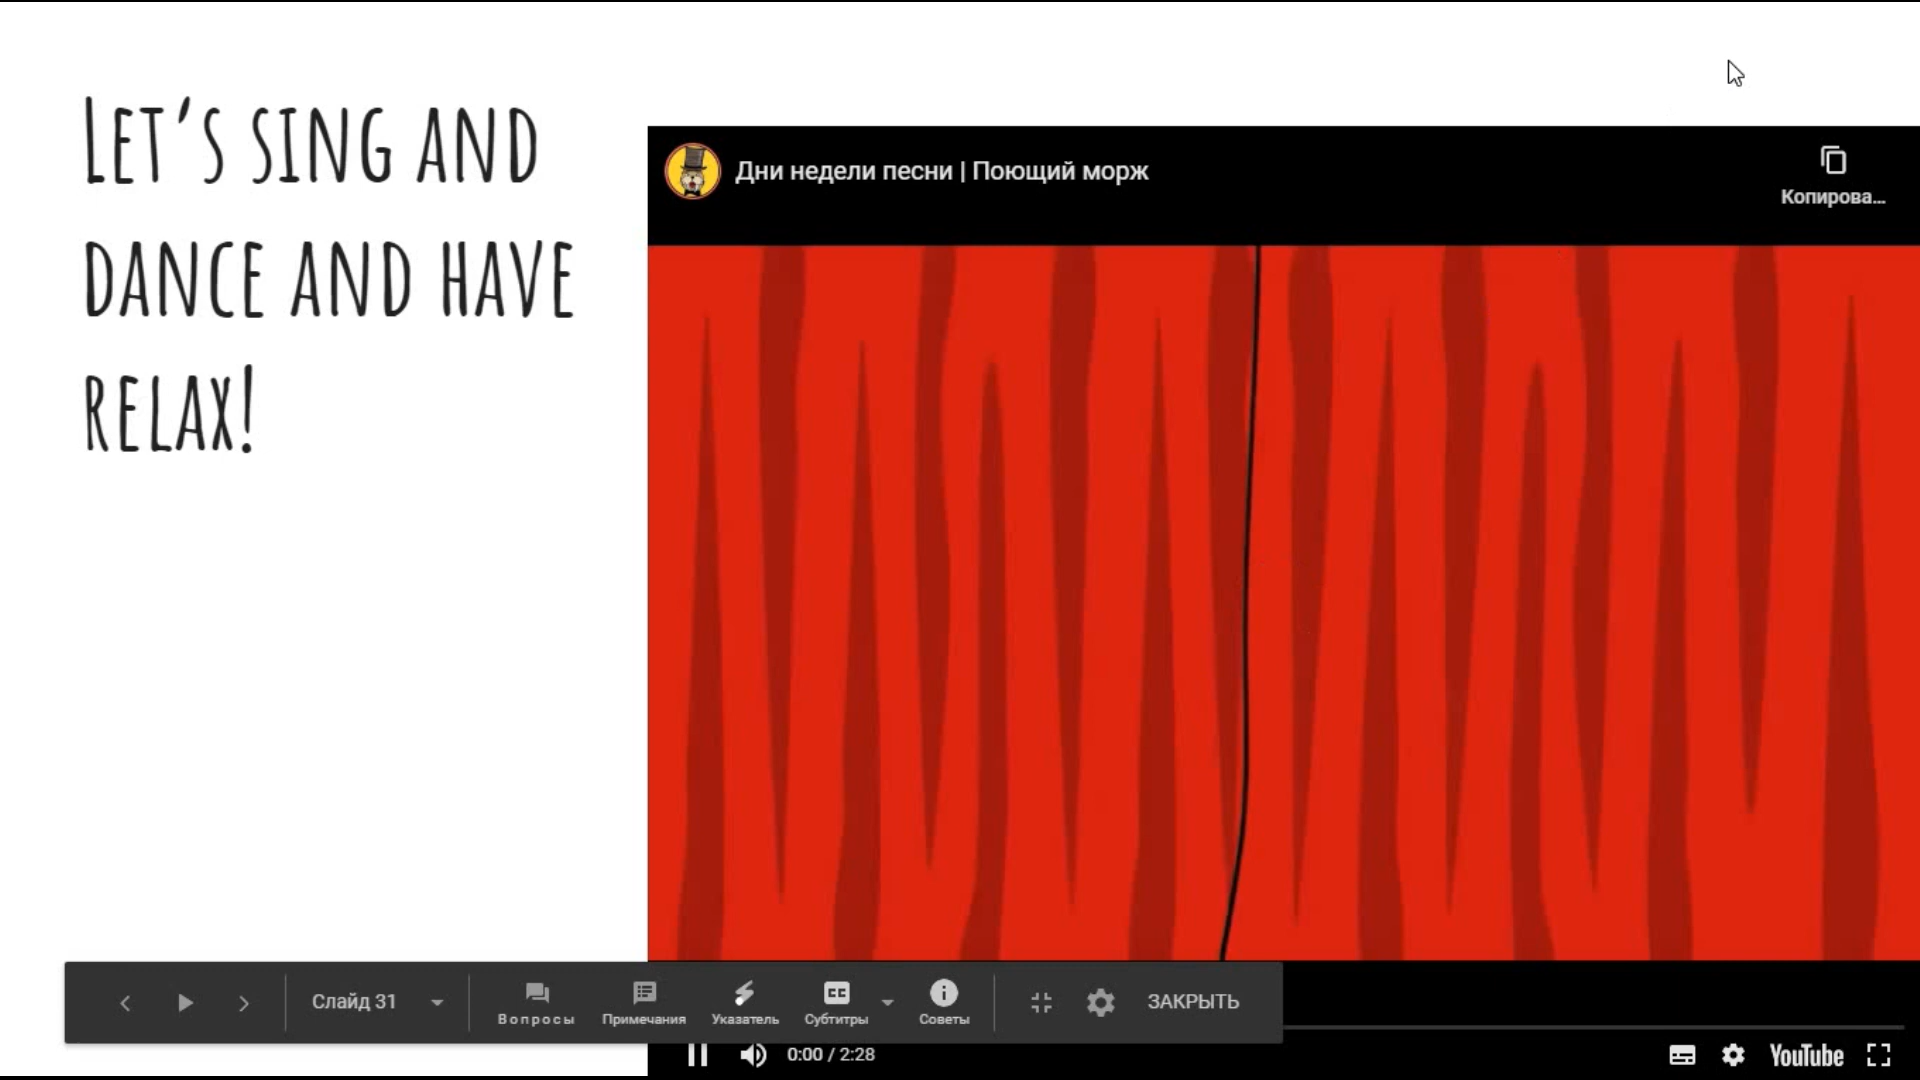 Let's sing and
dance and have
relax!
Дни недели песни | Поющий морж
Копирова...
Слайд 31
Вопросы
Примечания
Указатель
Субтитры
Советы
ЗАКРЫТЬ
0:00 / 2:28
YouTube